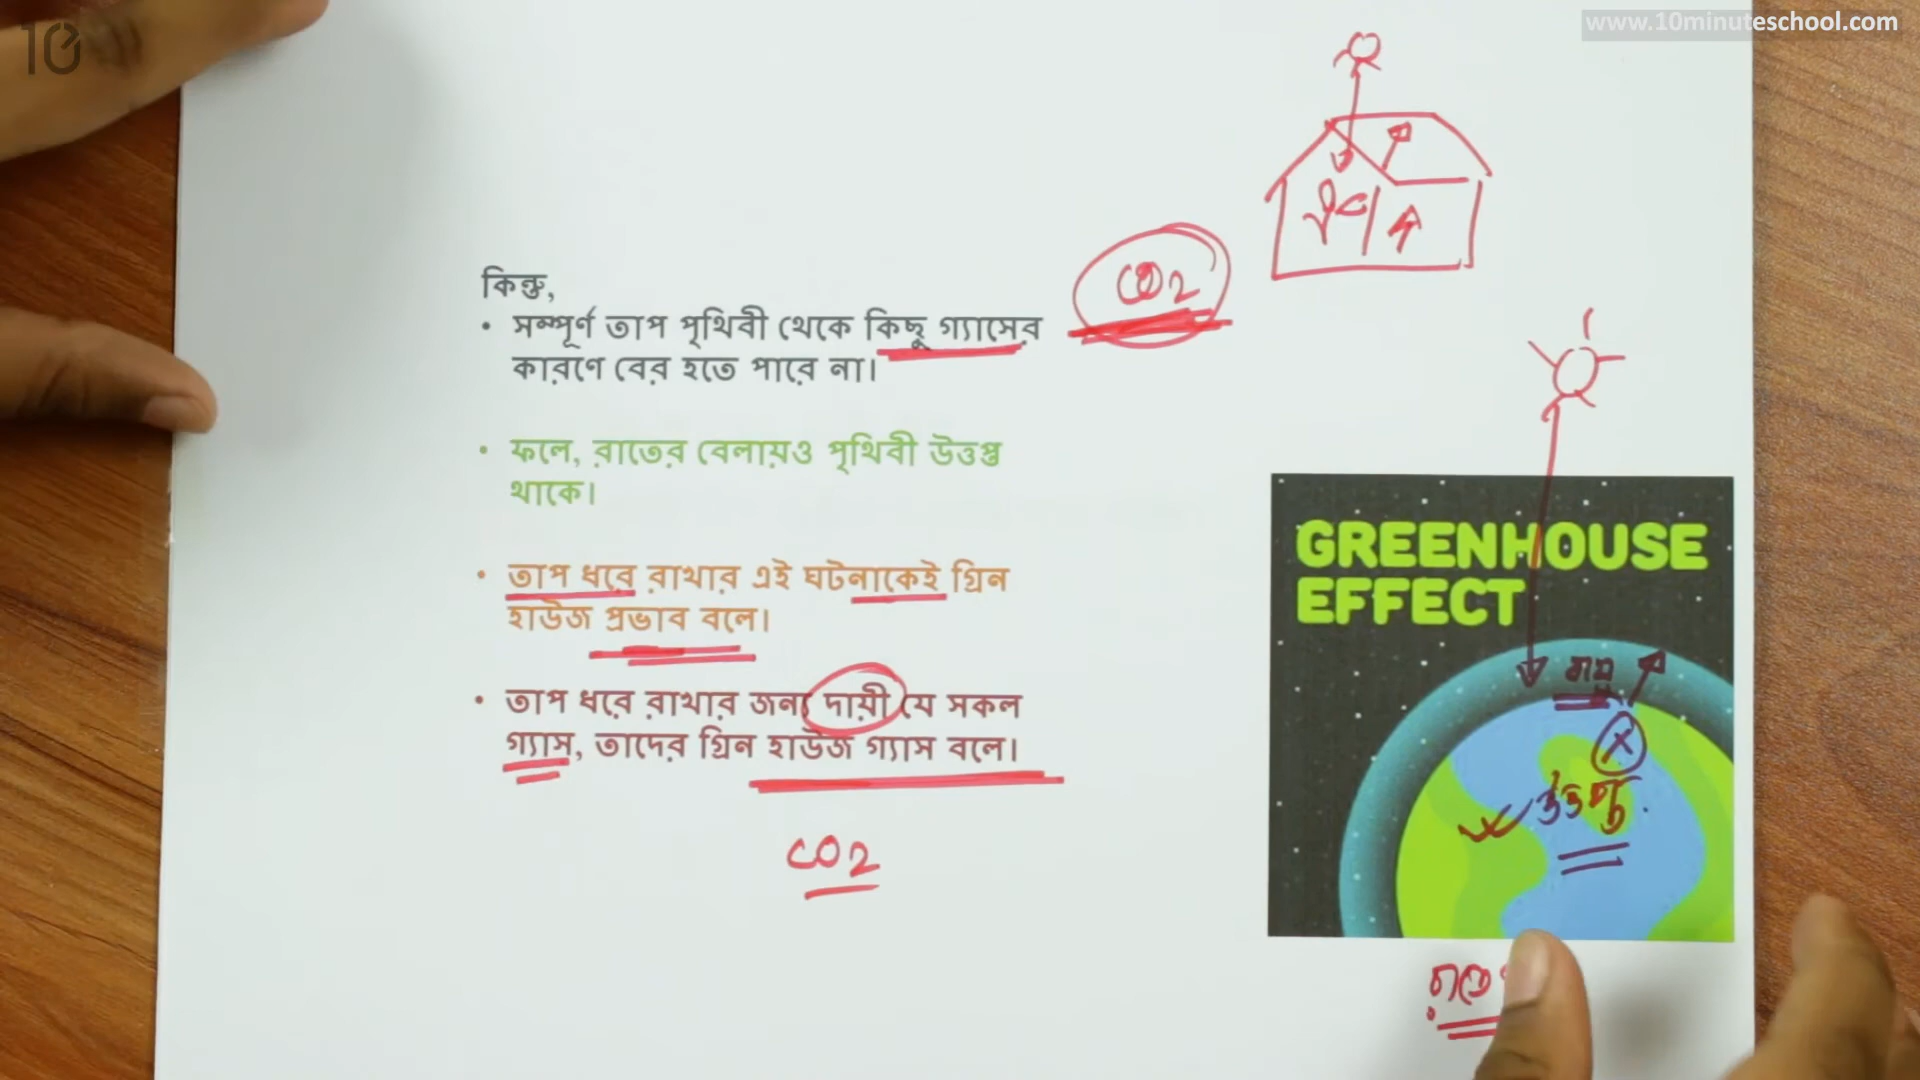 10
www.10minuteschool.com
কিন্তু,
• সম্পূর্ণ তাপ পৃথিবী থেকে কিছু গ্যাসের
কারণে বের হতে পারে না।
CO2
• ফলে, রাতের বেলায়ও পৃথিবী উত্তপ্ত
থাকে।
• তাপ ধরে রাখার এই ঘটনাকেই গ্রিন
হাউজ প্রভাব বলে।
• তাপ ধরে রাখার জন্য দায়ী যে সকল
গ্যাস, তাদের গ্রিন হাউজ গ্যাস বলে।
CO2
GREENHOUSE
EFFECT
বায়ু
উত্তপ্ত